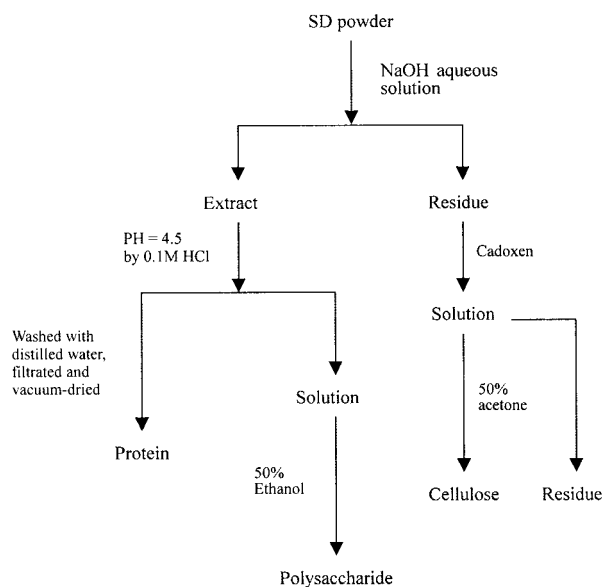 SD powder
NaOH aqueous
solution
Extract
Residue
PH = 4.5
by 0.1M HCl
Cadoxen
Solution
Washed with
distilled water,
filtrated and
vacuum-dried
Solution
50%
acetone
Protein
50%
Ethanol
Cellulose
Residue
Polysaccharide